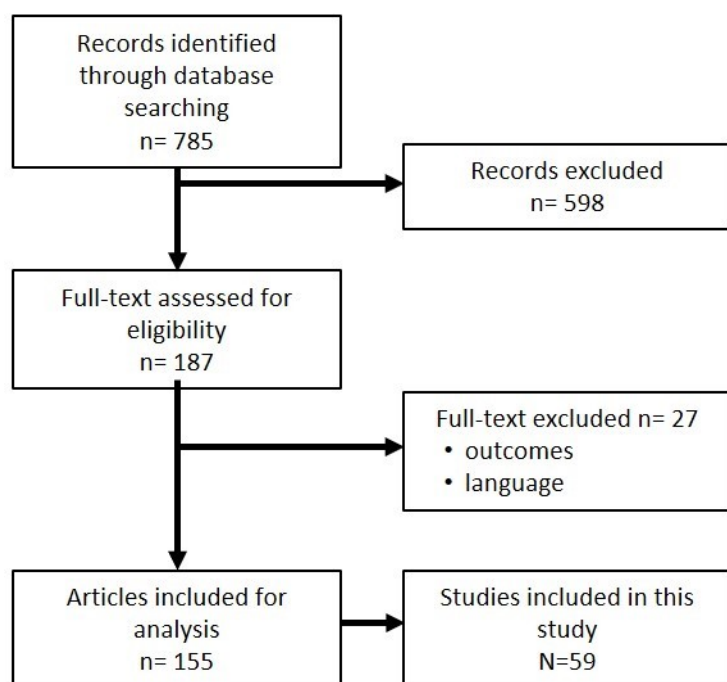 Records identified
through database
searching
n= 785
Records excluded
n= 598
Full-text assessed for
eligibility
n= 187
Full-text excluded n= 27
• outcomes
• language
Articles included for
analysis
n= 155
Studies included in this
study
N=59